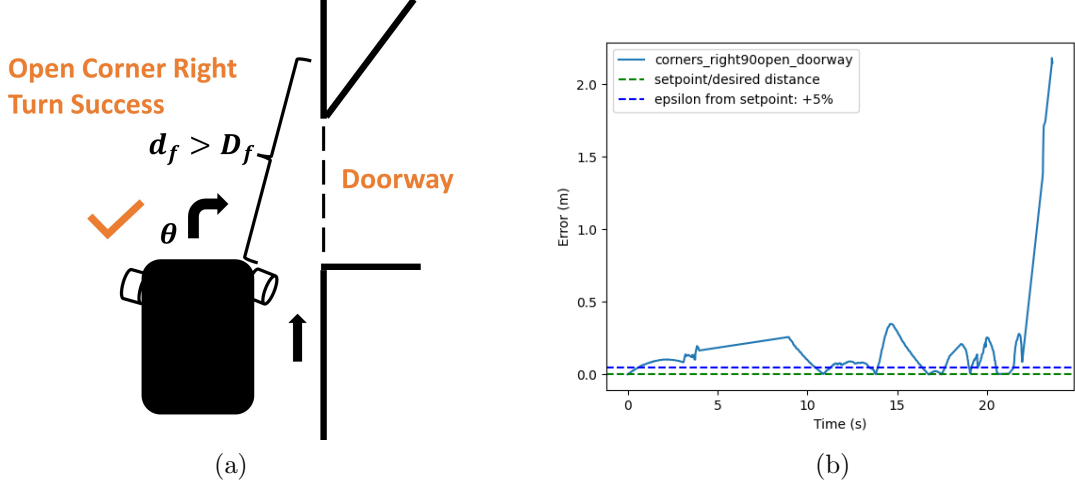 Open Corner Right
Turn Success
d_f > D_f
Doorway
θ
(a)
corners_right90open_doorway
setpoint/desired distance
epsilon from setpoint: +5%
Error (m)
2.0
1.5
1.0
0.5
0.0
0
5
10
15
20
Time (s)
(b)